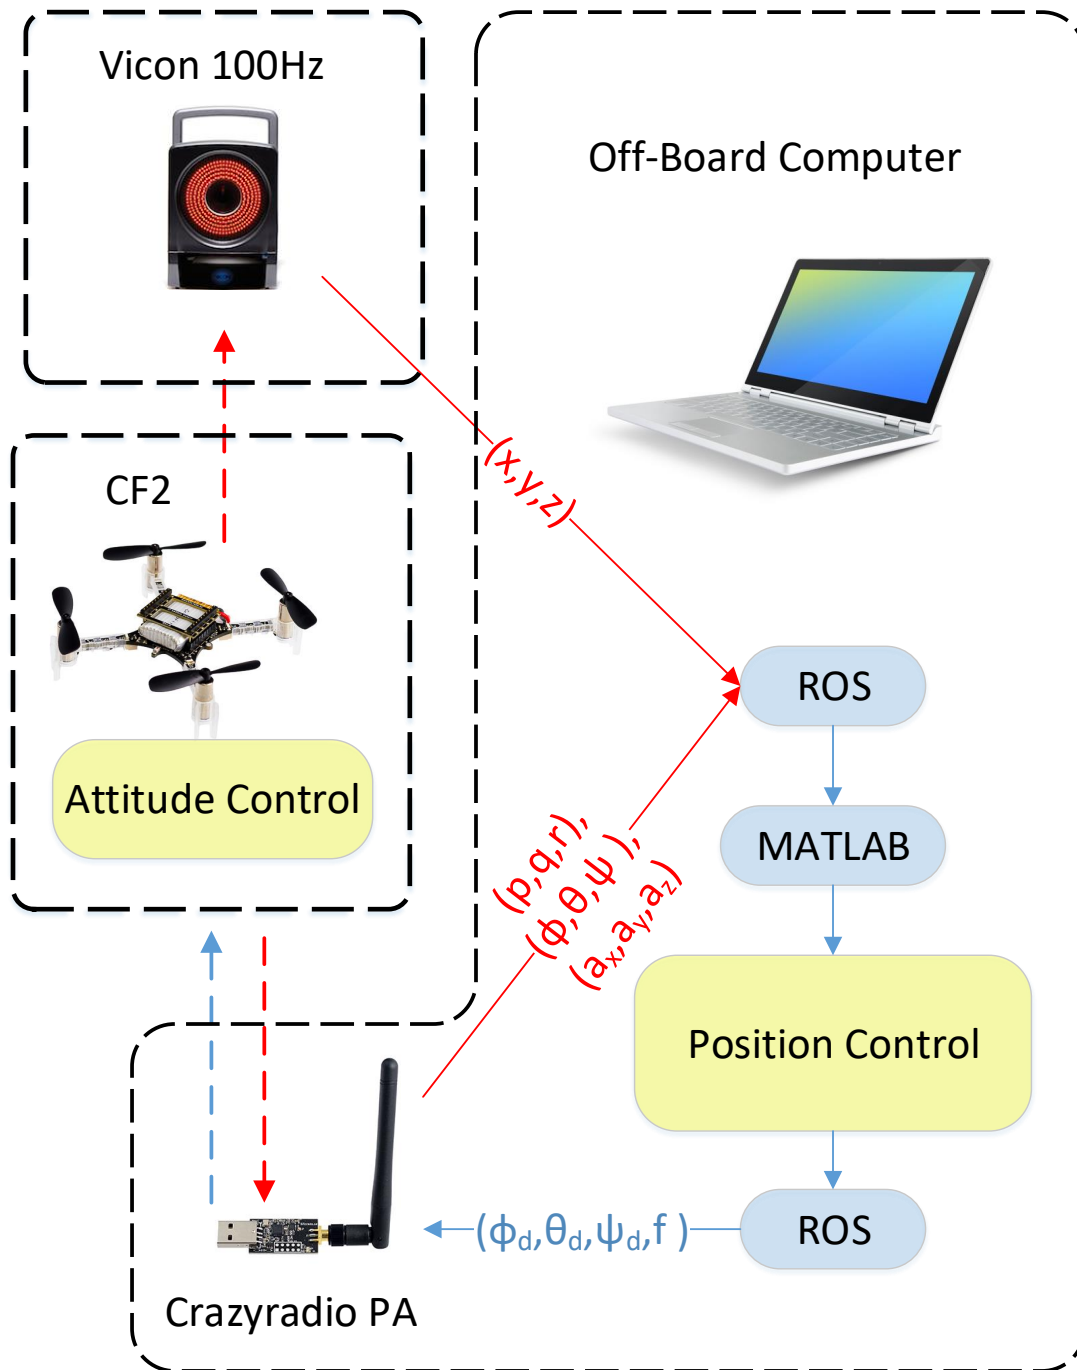 Vicon 100Hz
Off-Board Computer
(x,y,z)
CF2
Attitude Control
ROS
MATLAB
(p,q,r),
(ϕ,θ,ψ ),
(aₓ,a_y,a_z)
Position Control
ROS
(ϕ_d,θ_d,ψ_d,f )
Crazyradio PA